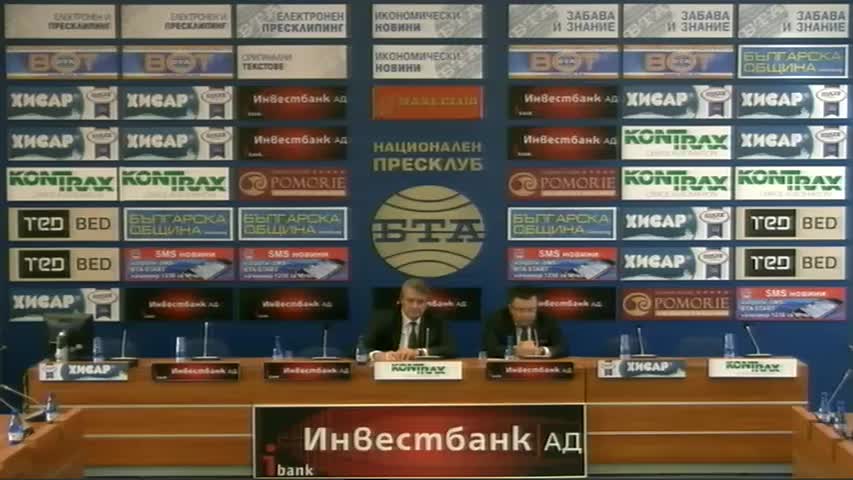 ЕЛЕКТРОНЕН И ПРЕСКЛИПИНГ
ЕЛЕКТРОНЕН И ПРЕСКЛИПИНГ
ЕЛЕКТРОНЕН ПРЕСКЛИПИНГ
ИКОНОМИЧЕСКИ НОВИНИ
ЗАБАВА И ЗНАНИЕ
ЗАБАВА И ЗНАНИЕ
ЗАБАВА И ЗНАНИЕ
ВОТ
ВОТ
ОРИГИНАЛНИ ТЕКСТОВЕ
ИКОНОМИЧЕСКИ НОВИНИ
ВОТ
ВОТ
БЪЛГАРСКА ОБЩИНА
ХИСАР
ХИСАР
Инвестбанк АД
Инвестбанк АД
ХИСАР
ХИСАР
ХИСАР
ХИСАР
Инвестбанк АД
НАЦИОНАЛЕН
ПРЕСКЛУБ
Инвестбанк АД
KONTRAX
ХИСАР
KONTRAX
KONTRAX
POMORIE
POMORIE
KONTRAX
KONTRAX
TED BED
БЪЛГАРСКА ОБЩИНА
БЪЛГАРСКА ОБЩИНА
БТА
БЪЛГАРСКА ОБЩИНА
ХИСАР
TED BED
TED BED
SMS новини
SMS новини
SMS новини
ХИСАР
TED BED
ХИСАР
Инвестбанк АД
Инвестбанк АД
Инвестбанк АД
POMORIE
SMS новини
ХИСАР
Инвестбанк АД
Инвестбанк АД
KONTRAX
Инвестбанк АД
ХИСАР
KONTRAX
Инвестбанк АД
ibank